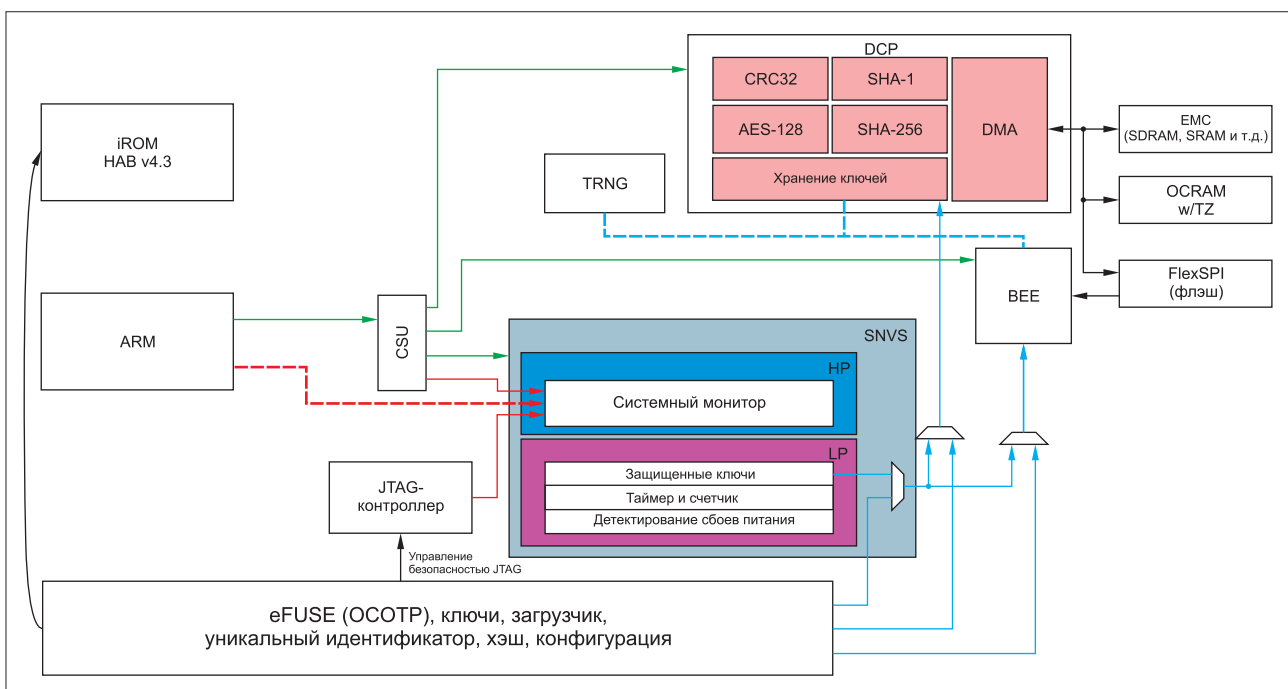 DCP
CRC32
SHA-1
AES-128
SHA-256
DMA
Хранение ключей
EMC
(SDRAM, SRAM и т.д.)
OCRAM
w/TZ
FlexSPI
(флэш)
iROM
HAB v4.3
TRNG
BEE
ARM
CSU
SNVS
HP
Системный монитор
LP
Защищенные ключи
Таймер и счетчик
Детектирование сбоев питания
JTAG-
контроллер
Управление
безопасностью JTAG
eFUSE (OCOTP), ключи, загрузчик,
уникальный идентификатор, хэш, конфигурация